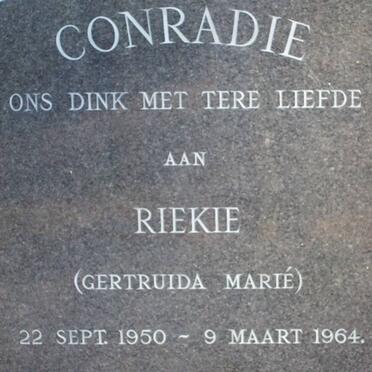 CONRADIE
ONS DINK MET TERE LIEFDE
AAN
RIEKIE
(GERTRUIDA MARIÉ)
22 SEPT. 1950 ~ 9 MAART 1964.